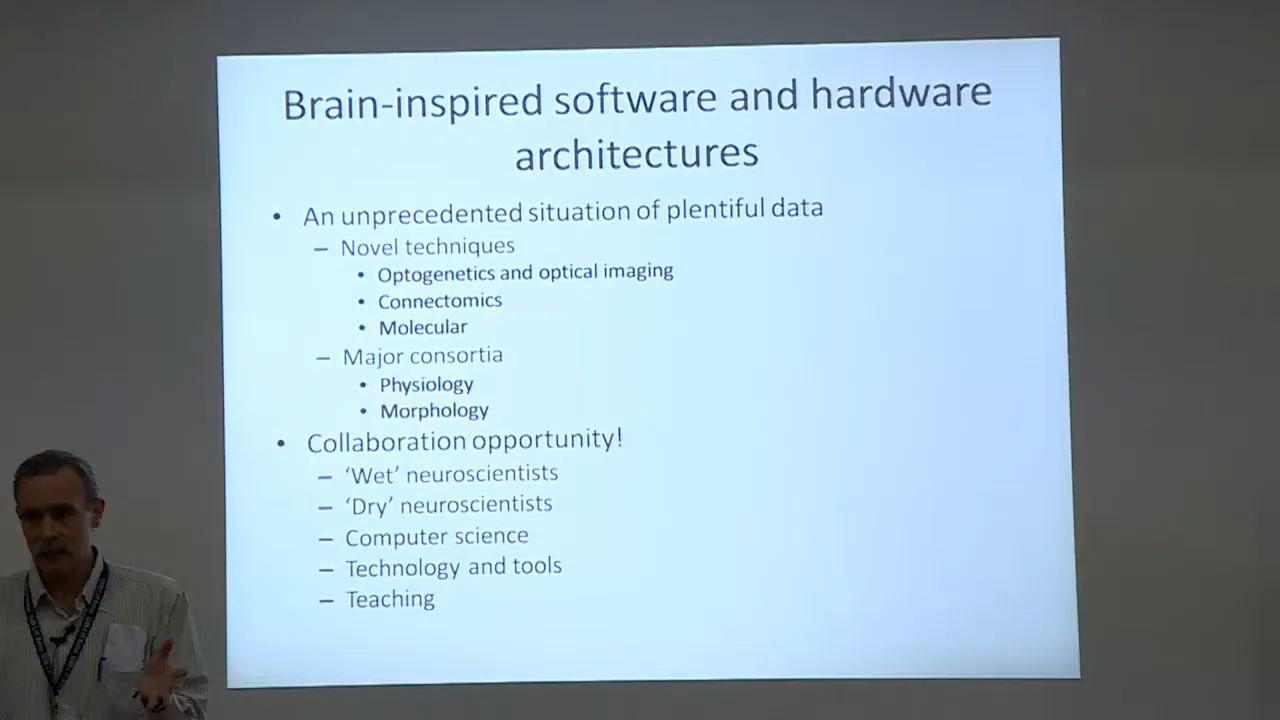 Brain-inspired software and hardware
architectures
• An unprecedented situation of plentiful data
– Novel techniques
• Optogenetics and optical imaging
• Connectomics
• Molecular
– Major consortia
• Physiology
• Morphology
• Collaboration opportunity!
– ‘Wet’ neuroscientists
– ‘Dry’ neuroscientists
– Computer science
– Technology and tools
– Teaching